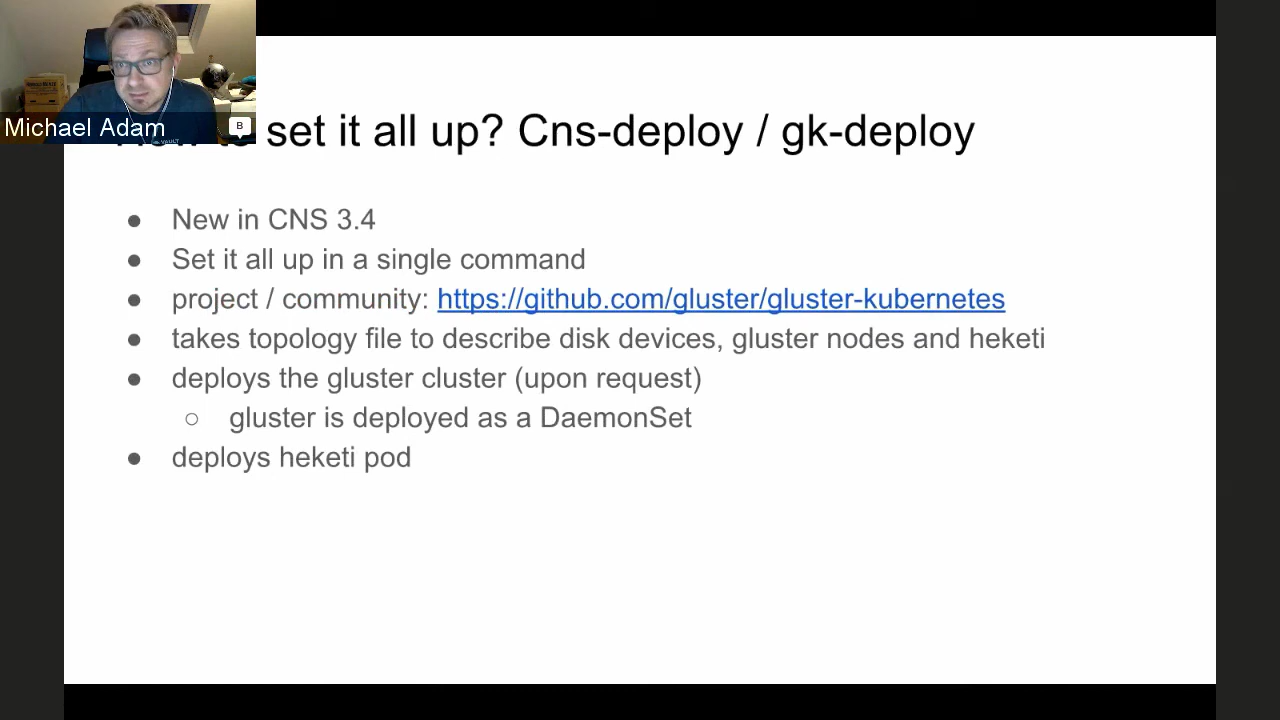 Michael Adam
B
VAULT
set it all up? Cns-deploy / gk-deploy
● New in CNS 3.4
● Set it all up in a single command
● project / community: https://github.com/gluster/gluster-kubernetes
● takes topology file to describe disk devices, gluster nodes and heketi
● deploys the gluster cluster (upon request)
○ gluster is deployed as a DaemonSet
● deploys heketi pod